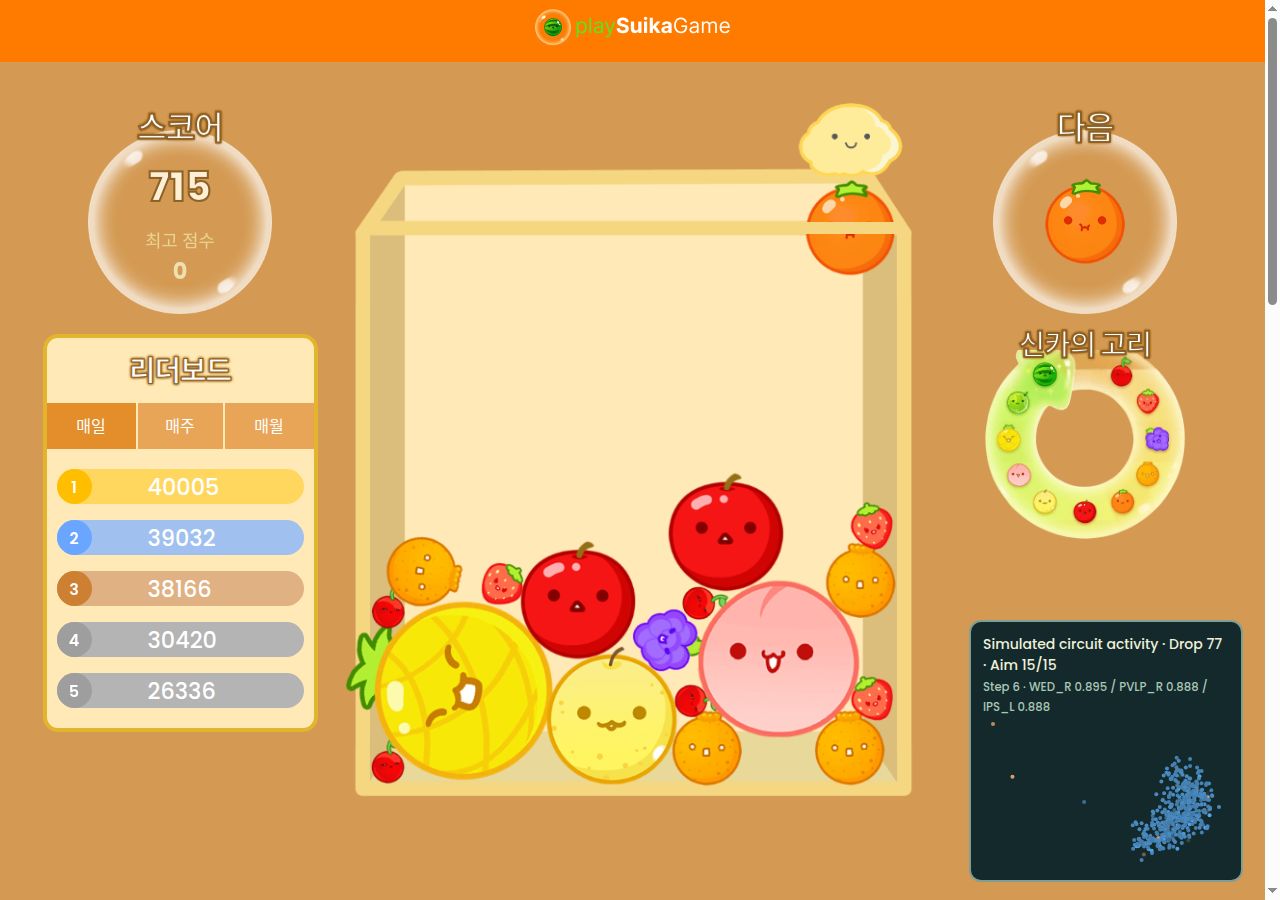 playSuikaGame
스코어
715
최고 점수
0
다음
신카의 고리
리더보드
매일 매주 매월
1 40005
2 39032
3 38166
4 30420
5 26336
Simulated circuit activity · Drop 77
· Aim 15/15
Step 6 · WED_R 0.895 / PVLP_R 0.888 /
IPS_L 0.888